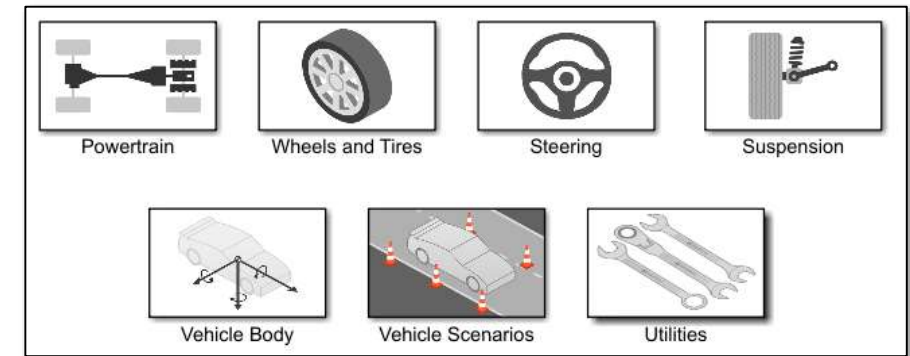 Powertrain
Wheels and Tires
Steering
Suspension
Vehicle Body
Vehicle Scenarios
Utilities